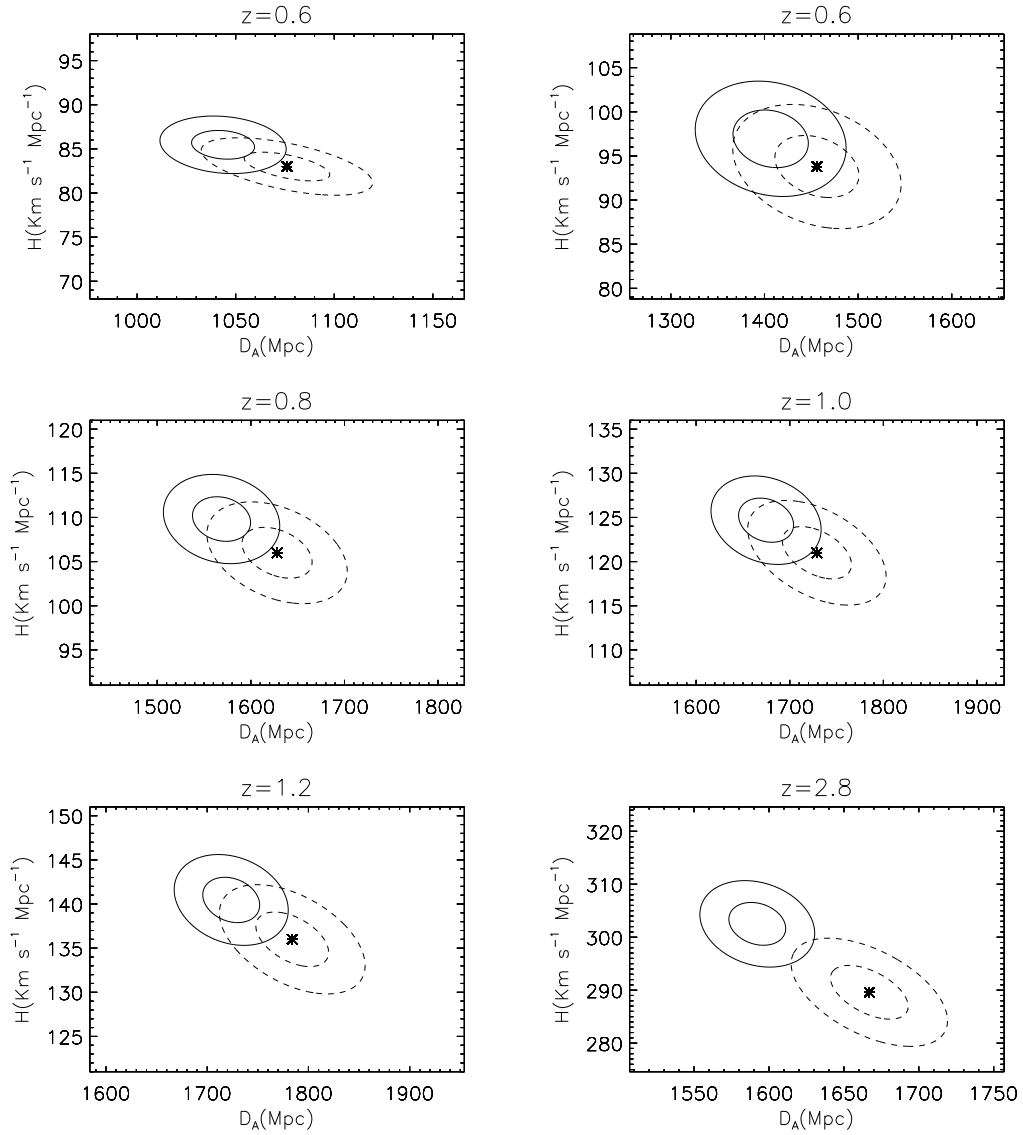 z=0.6
95
90
85
80
75
70
H(Km s⁻¹ Mpc⁻¹)
1000 1050 1100 1150
D_A(Mpc)
z=0.6
105
100
95
90
85
80
H(Km s⁻¹ Mpc⁻¹)
1300 1400 1500 1600
D_A(Mpc)
z=0.8
120
115
110
105
100
95
H(Km s⁻¹ Mpc⁻¹)
1500 1600 1700 1800
D_A(Mpc)
z=1.0
135
130
125
120
115
110
H(Km s⁻¹ Mpc⁻¹)
1600 1700 1800 1900
D_A(Mpc)
z=1.2
150
145
140
135
130
125
H(Km s⁻¹ Mpc⁻¹)
1600 1700 1800 1900
D_A(Mpc)
z=2.8
320
310
300
290
280
H(Km s⁻¹ Mpc⁻¹)
1550 1600 1650 1700 1750
D_A(Mpc)